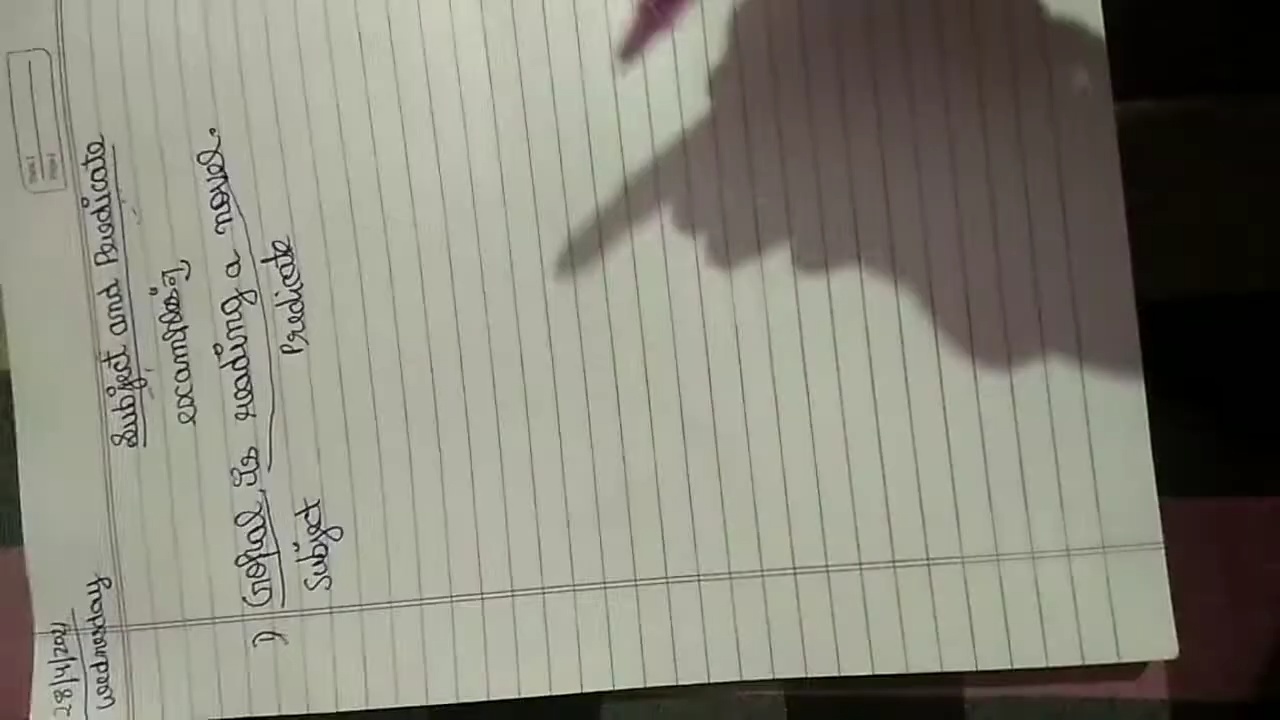 28/4/2021
Wednesday
Subject and Predicate
examples:-
1) Gopal is reading a novel.
Subject Predicate